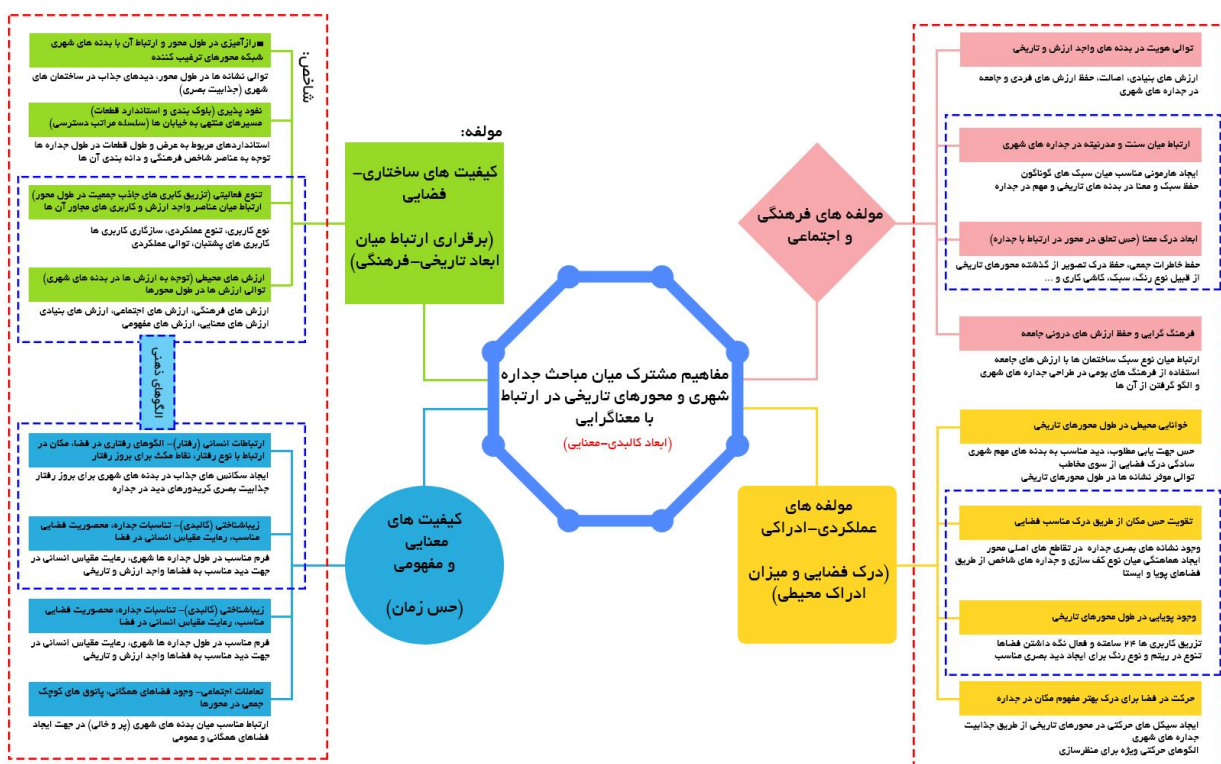 توالی هویت در بدنه های واجد ارزش و تاریخی
ارزش های بنیادی، اصالت، حفظ ارزش های فردی و جامعه
در جداره های شهری
ارتباط میان سنت و مدرنیته در جداره های شهری
ایجاد هارمونی مناسب میان سبک های گوناگون
حفظ سبک و معنا در بدنه های تاریخی و مهم در جداره
ابعاد درک معنا (حس تعلق در محور در ارتباط با جداره)
حفظ خاطرات جمعی، حفظ درک تصویر از گذشته محورهای تاریخی
از قبیل نوع رنگ، سبک، کاشی کاری و ...
فرهنگ گرایی و حفظ ارزش های درونی جامعه
ارتباط میان نوع سبک ساختمان ها با ارزش های جامعه
استفاده از فرهنگ های بومی در طراحی جداره های شهری
و الگو گرفتن از آن ها
خوانایی محیطی در طول محورهای تاریخی
حس جهت یابی مطلوب، دید مناسب به بدنه های مهم شهری
سادگی درک فضایی از سوی مخاطب
توالی موثر نشانه ها در طول محورهای تاریخی
تقویت حس مکان از طریق درک مناسب فضایی
وجود نشانه های بصری جداره در تقاطع های اصلی محور
ایجاد هماهنگی میان نوع کف سازی و جداره های شاخص از طریق
فضاهای پویا و ایستا
وجود پویایی در طول محورهای تاریخی
تزریق کاربری ها ۲۴ ساعته و فعال نگه داشتن فضاها
تنوع در ریتم و نوع رنگ برای ایجاد دید بصری مناسب
حرکت در فضا برای درک بهتر مفهوم مکان در جداره
ایجاد سیکل های حرکتی در محورهای تاریخی از طریق جذابیت
جداره های شهری
الگوهای حرکتی ویژه برای منظرسازی
مولفه های فرهنگی
و اجتماعی
مولفه های
عملکردی-ادراکی
(درک فضایی و میزان
ادراک محیطی)
مفاهیم مشترک میان مباحث جداره
شهری و محورهای تاریخی در ارتباط
با معناگرایی
(ابعاد کالبدی-معنایی)
مولفه:
کیفیت های ساختاری-
فضایی
(برقراری ارتباط میان
ابعاد تاریخی-فرهنگی)
کیفیت های
معنایی
و مفهومی
(حس زمان)
شاخص:
■رازآمیزی در طول محور و ارتباط آن با بدنه های شهری
شبکه محورهای ترغیب کننده
توالی نشانه ها در طول محور، دیدهای جذاب در ساختمان های
شهری (جذابیت بصری)
نفوذ پذیری (بلوک بندی و استاندارد قطعات)
مسیرهای منتهی به خیابان ها (سلسله مراتب دسترسی)
استانداردهای مربوط به عرض و طول قطعات در طول جداره ها
توجه به عناصر شاخص فرهنگی و دانه بندی آن ها
تنوع فعالیتی (تزریق کابری های جاذب جمعیت در طول محور)
ارتباط میان عناصر واجد ارزش و کاربری های مجاور آن ها
نوع کاربری، تنوع عملکردی، سازگاری کاربری ها
کاربری های پشتبان، توالی عملکردی
ارزش های محیطی (توجه به ارزش ها در بدنه های شهری)
توالی ارزش ها در طول محورها
ارزش های فرهنگی، ارزش های اجتماعی، ارزش های بنیادی
ارزش های معنایی، ارزش های مفهومی
الگوهای ذهنی
ارتباطات انسانی (رفتار)- الگوهای رفتاری در فضا، مکان در
ارتباط با نوع رفتار، نقاط مکث برای بروز رفتار
ایجاد سکانس های جذاب در بدنه های شهری برای بروز رفتار
جذابیت بصری کریدورهای دید در جداره
زیباشناختی (کالبدی)- تناسبات جداره، محصوریت فضایی
مناسب، رعایت مقیاس انسانی در فضا
فرم مناسب در طول جداره ها شهری، رعایت مقیاس انسانی در
جهت دید مناسب به فضاها واجد ارزش و تاریخی
زیباشناختی (کالبدی)- تناسبات جداره، محصوریت فضایی
مناسب، رعایت مقیاس انسانی در فضا
فرم مناسب در طول جداره ها شهری، رعایت مقیاس انسانی در
جهت دید مناسب به فضاها واجد ارزش و تاریخی
تعاملات اجتماعی- وجود فضاهای همگانی، پاتوق های کوچک
جمعی در محورها
ارتباط مناسب میان بدنه های شهری (پر و خالی) در جهت ایجاد
فضاهای همگانی و عمومی